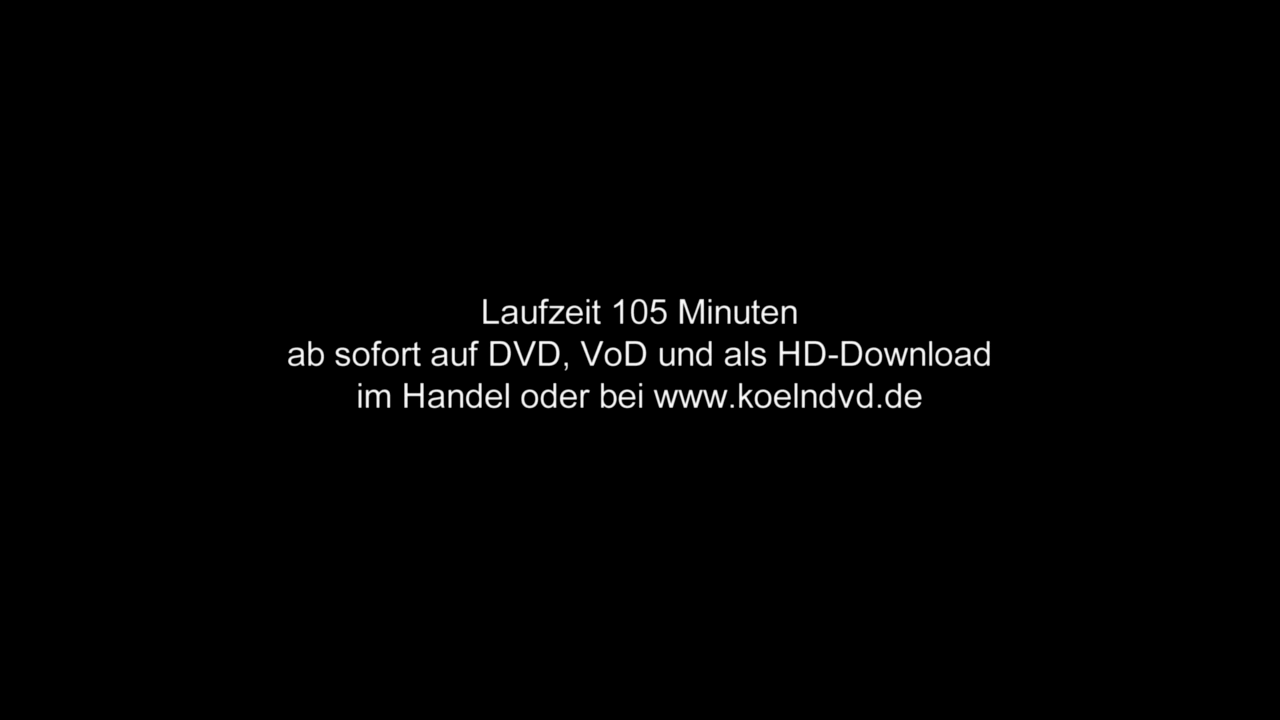 Laufzeit 105 Minuten
ab sofort auf DVD, VoD und als HD-Download
im Handel oder bei www.koelndvd.de